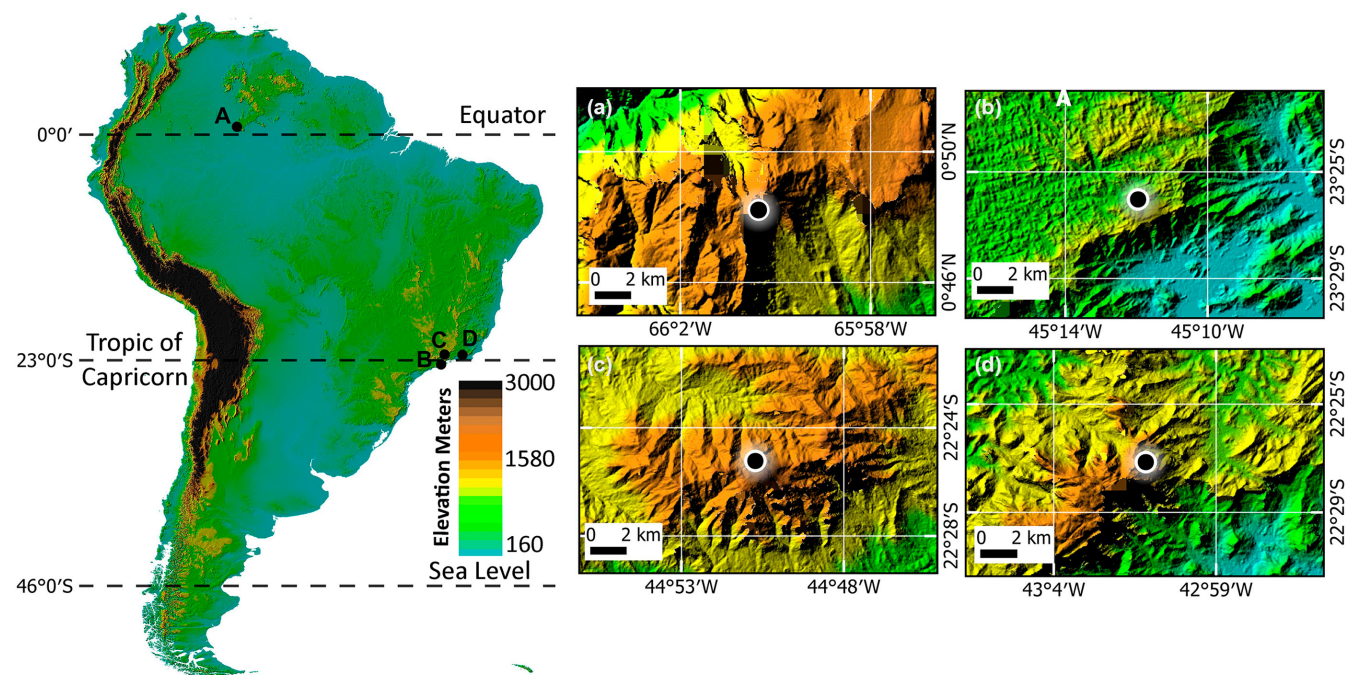 A
Equator
0°0′
Tropic of
Capricorn
C
D
B
23°0′S
Elevation Meters
3000
1580
160
Sea Level
46°0′S
(a)
0°50′N
0°46′N
0 2 km
66°2′W
65°58′W
(b)
A
23°25′S
23°29′S
0 2 km
45°14′W
45°10′W
(c)
22°24′S
22°28′S
0 2 km
44°53′W
44°48′W
(d)
22°25′S
22°29′S
0 2 km
43°4′W
42°59′W